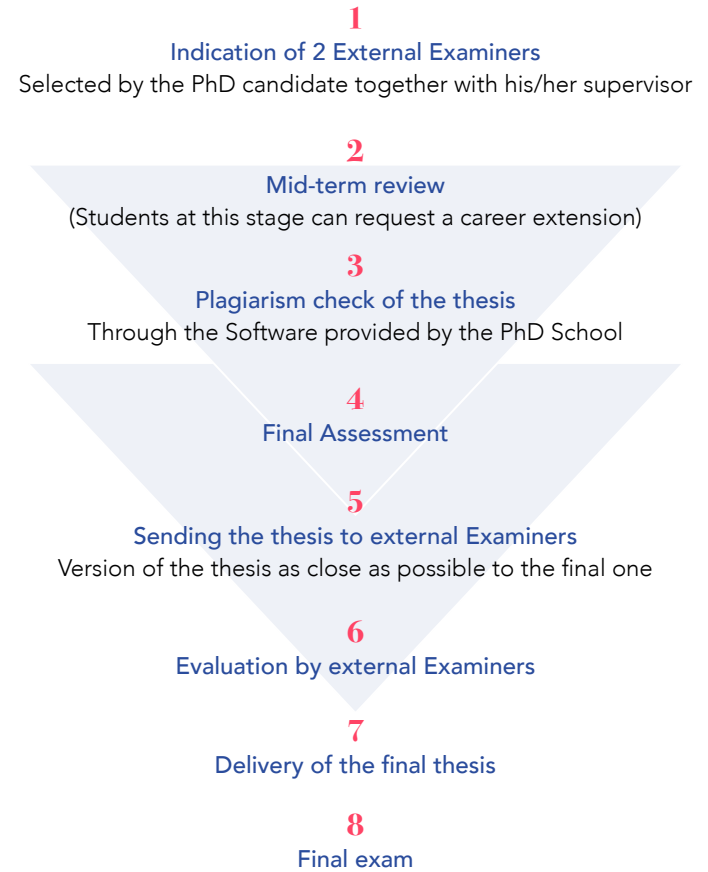 1
Indication of 2 External Examiners
Selected by the PhD candidate together with his/her supervisor
2
Mid-term review
(Students at this stage can request a career extension)
3
Plagiarism check of the thesis
Through the Software provided by the PhD School
4
Final Assessment
5
Sending the thesis to external Examiners
Version of the thesis as close as possible to the final one
6
Evaluation by external Examiners
7
Delivery of the final thesis
8
Final exam